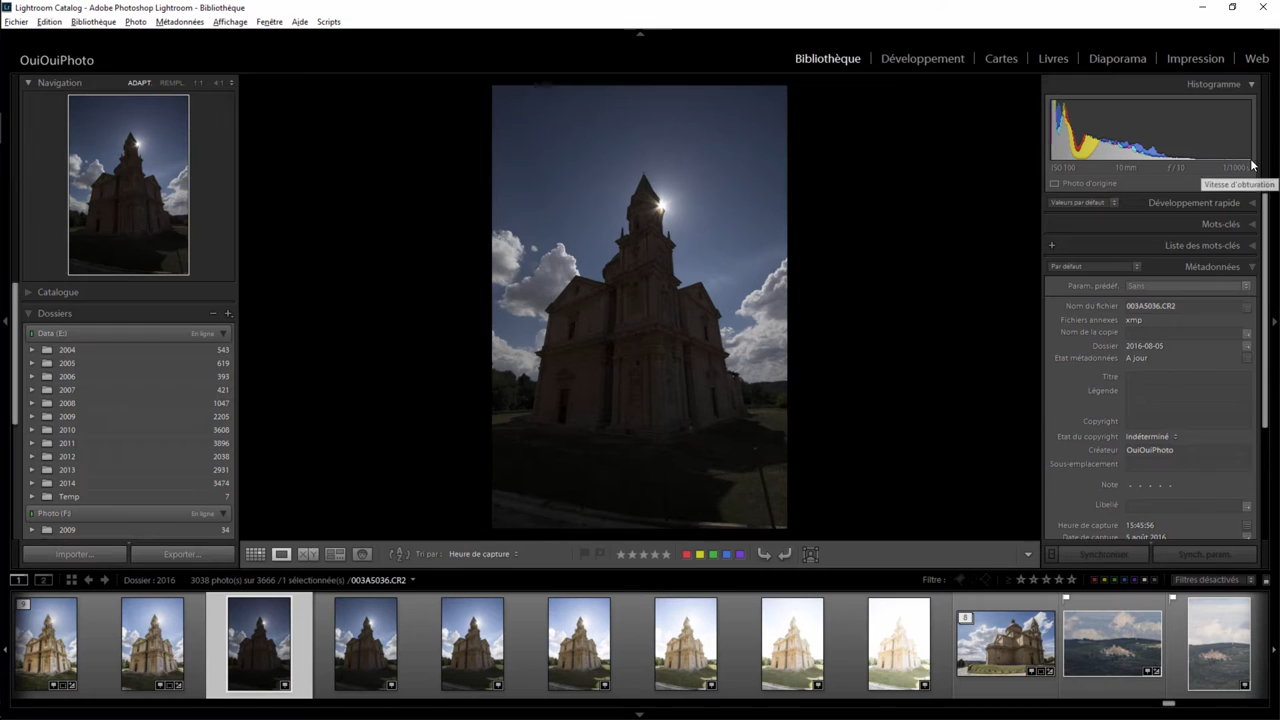 Lightroom Catalog - Adobe Photoshop Lightroom - Bibliothèque
Fichier Edition Bibliothèque Photo Métadonnées Affichage Fenêtre Aide Scripts
OuiOuiPhoto
Bibliothèque Développement Cartes Livres Diaporama Impression Web
Navigation ADAPT. REMPL. 1:1 4:1
Catalogue
Dossiers
Data (E:) En ligne
2004 543
2005 619
2006 393
2007 421
2008 1047
2009 2205
2010 3608
2011 3896
2012 2038
2013 2931
2014 3474
Temp 7
Photo (F:) En ligne
2009 34
Importer... Exporter...
Histogramme
ISO 100 10 mm ƒ / 10 1/1000
Photo d'origine
Vitesse d'obturation
Valeurs par défaut Développement rapide
Mots-clés
Liste des mots-clés
Par défaut Métadonnées
Param. prédéf. Sans
Nom du fichier 003A5036.CR2
Fichiers annexes xmp
Nom de la copie
Dossier 2016-08-05
Etat métadonnées A jour
Titre
Légende
Copyright
Etat du copyright Indéterminé
Créateur OuiOuiPhoto
Sous-emplacement
Note
Libellé
Heure de capture 15:45:56
5 août 2016
Synchroniser Synch. param.
Tri par : Heure de capture
1 2 Dossier : 2016 3038 photo(s) sur 3666 /1 sélectionnée(s) /003A5036.CR2 Filtre : Filtres désactivés
9
8